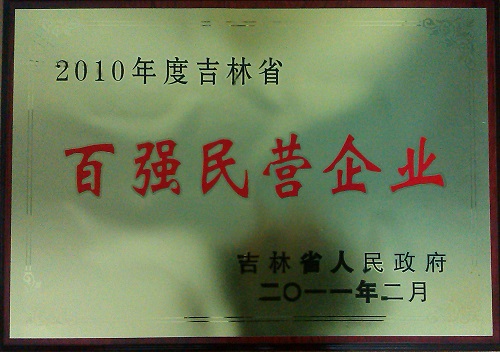 2010年度吉林省
百强民营企业
吉林省人民政府
二〇一一年二月